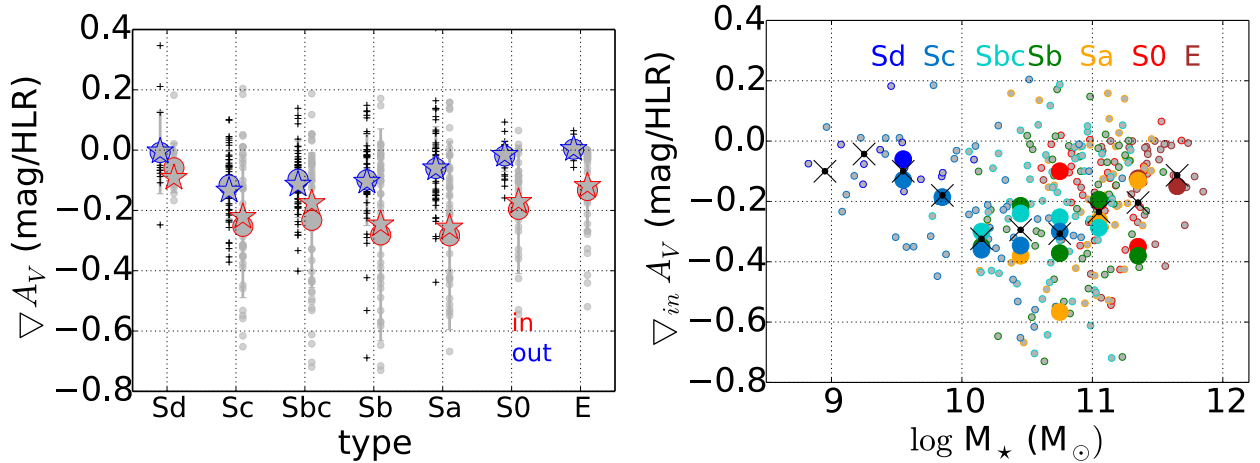 0.4
0.2
0.0
−0.2
−0.4
−0.6
−0.8
▽ A_V (mag/HLR)
in
out
Sd Sc Sbc Sb Sa S0 E
type
0.4
0.2
0.0
−0.2
−0.4
−0.6
−0.8
▽_in A_V (mag/HLR)
Sd Sc Sbc Sb Sa S0 E
9 10 11 12
log M⋆ (M⊙)